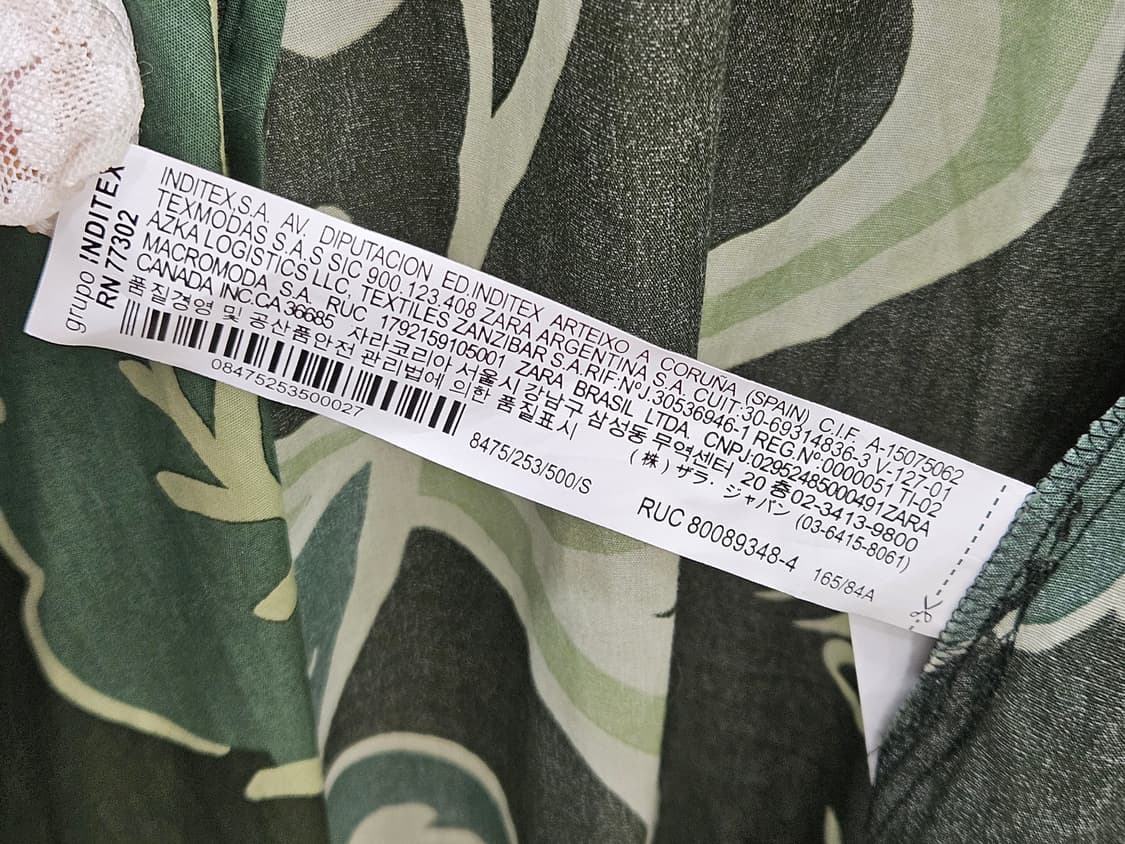 grupo INDITEX
RN 77302
INDITEX,S.A. AV. DIPUTACION ED.INDITEX ARTEIXO A CORUÑA (SPAIN) C.I.F. A-15075062
TEXMODAS S.A.S SIC 900.123.408 ZARA ARGENTINA S.A. CUIT:30-69314836-3 V-127-01
AZKA LOGISTICS LLC, TEXTILES ZANZIBAR S.A RIF:NºJ.30536946-1 REG.Nº:0000051 TI-02
MACROMODA, S.A. RUC 1792159105001 ZARA BRASIL LTDA, CNPJ:02952485000491ZARA
CANADA INC.CA 36685 자라코리아 서울시 강남구 삼성동 무역센터 20 층02-3413-9800
품질경영 및 공산품안전 관리법에 의한 품질표시 (株) ザラ. ジャパン (03-6415-8061)
08475253500027
8475/253/500/S
RUC 80089348-4
165/84A